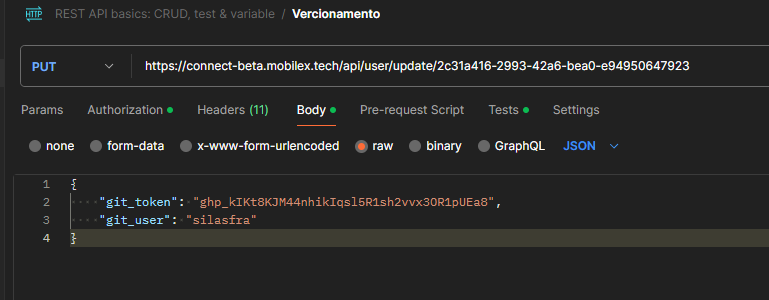 HTTP REST API basics: CRUD, test & variable / Vercionamento
PUT https://connect-beta.mobilex.tech/api/user/update/2c31a416-2993-42a6-bea0-e94950647923
Params Authorization Headers (11) Body Pre-request Script Tests Settings
none form-data x-www-form-urlencoded raw binary GraphQL JSON
1 {
2 "git_token": "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",
3 "git_user": "silasfra"
4 }